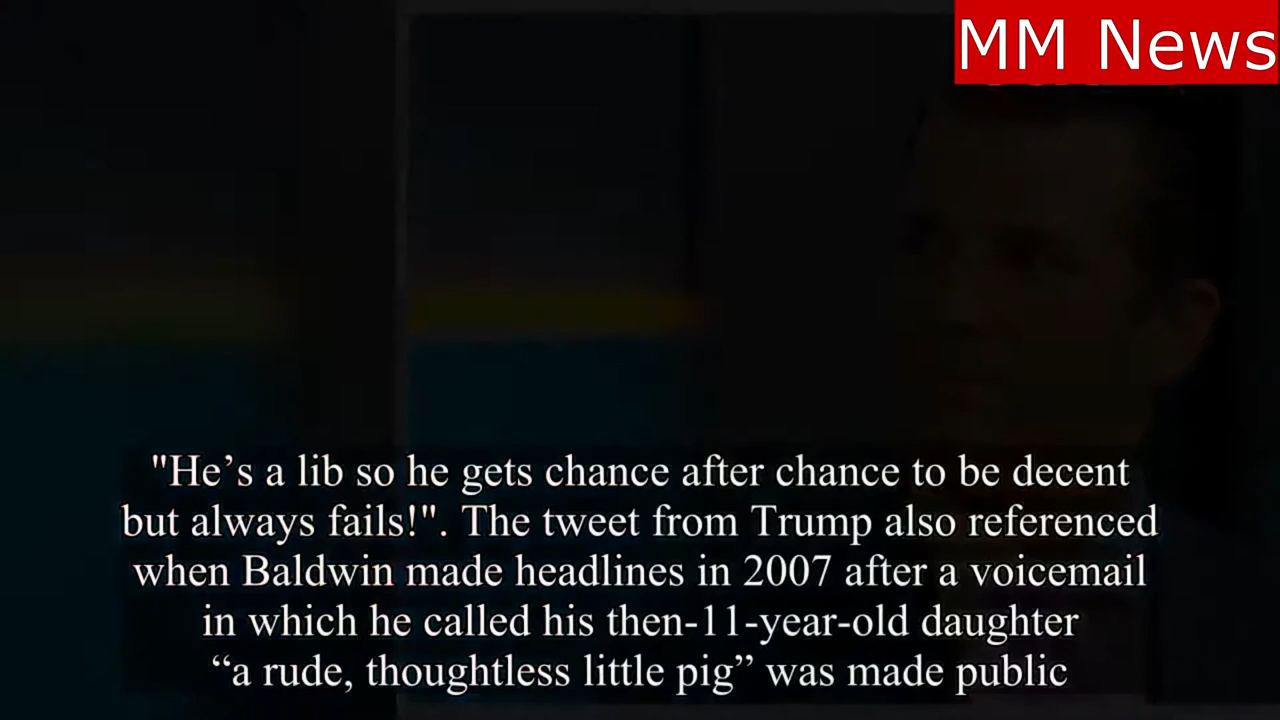 MM News
"He’s a lib so he gets chance after chance to be decent
but always fails!". The tweet from Trump also referenced
when Baldwin made headlines in 2007 after a voicemail
in which he called his then-11-year-old daughter
“a rude, thoughtless little pig” was made public